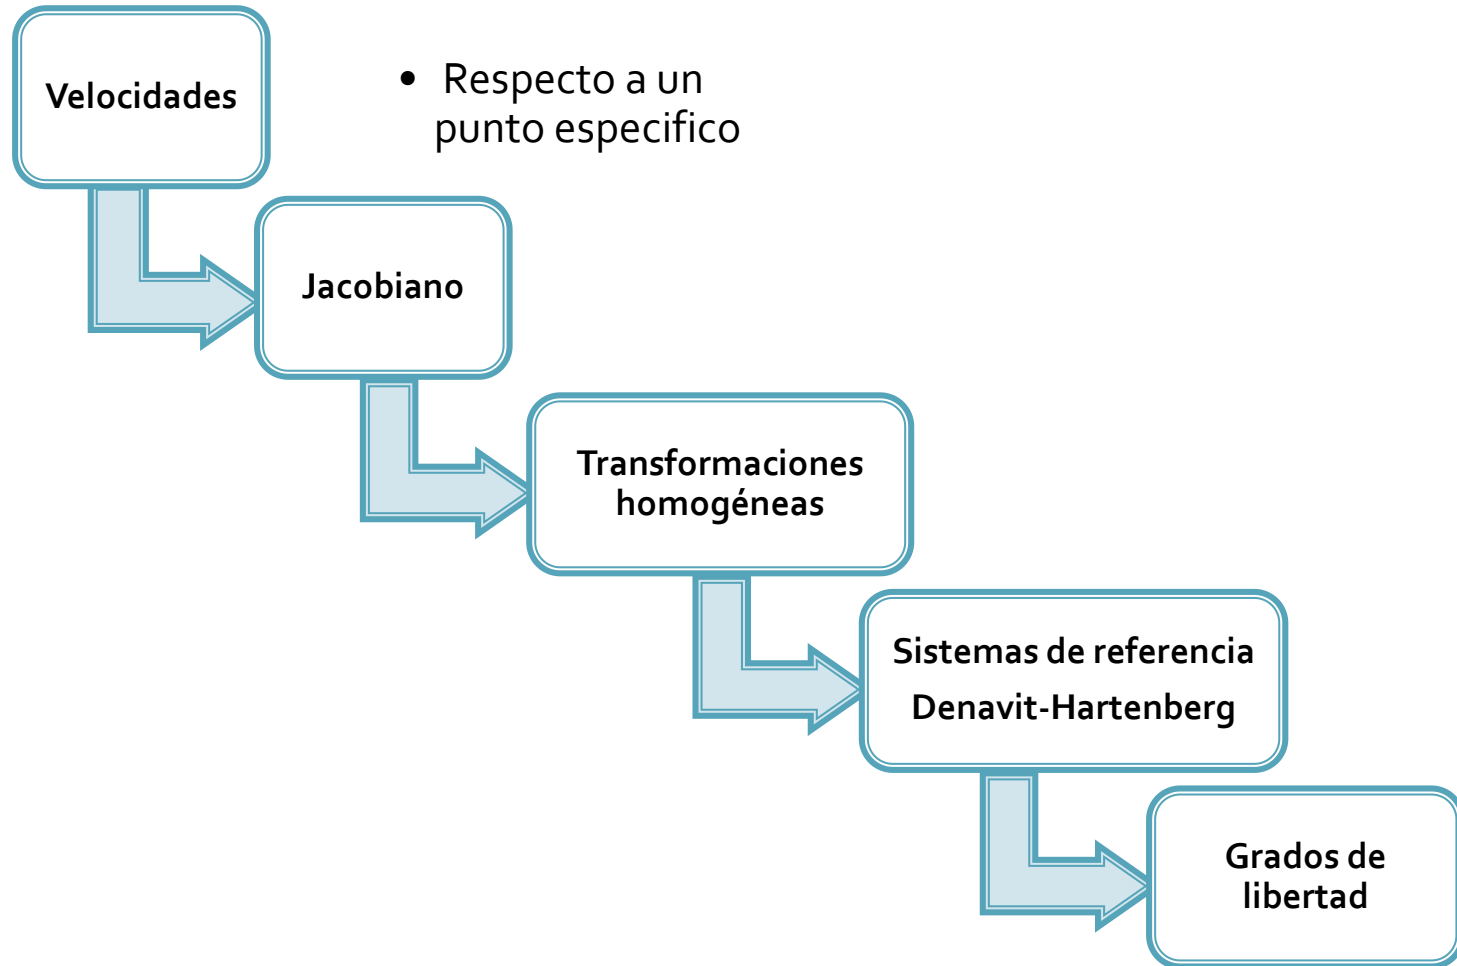 Velocidades
• Respecto a un
punto especifico
Jacobiano
Transformaciones
homogéneas
Sistemas de referencia
Denavit-Hartenberg
Grados de
libertad